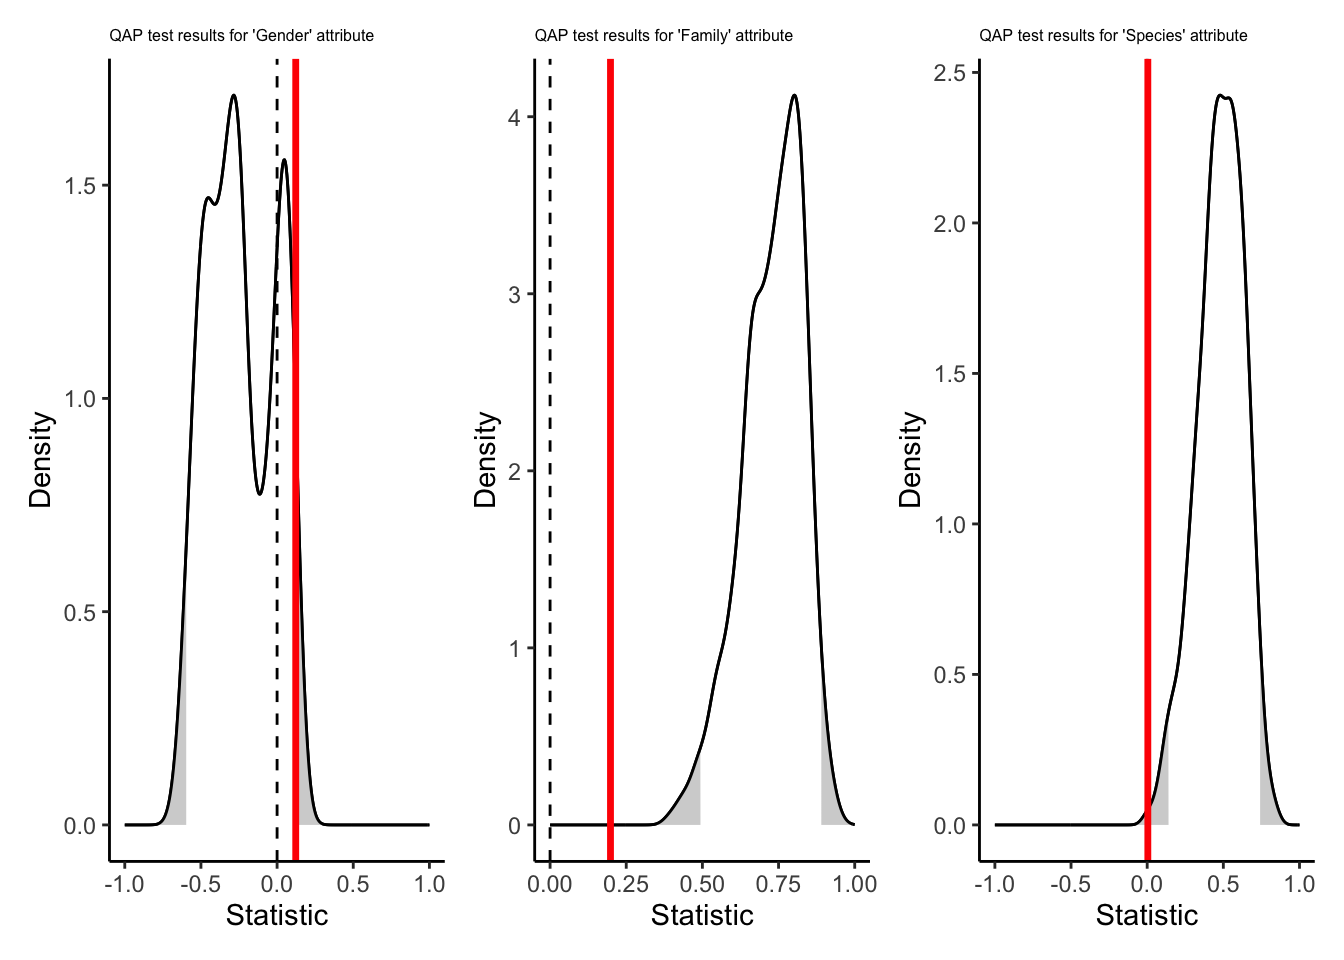 QAP test results for 'Gender' attribute
1.5
1.0
0.5
0.0
Density
-1.0 -0.5 0.0 0.5 1.0
Statistic
QAP test results for 'Family' attribute
4
3
2
1
0
Density
0.00 0.25 0.50 0.75 1.00
Statistic
QAP test results for 'Species' attribute
2.5
2.0
1.5
1.0
0.5
0.0
Density
-1.0 -0.5 0.0 0.5 1.0
Statistic